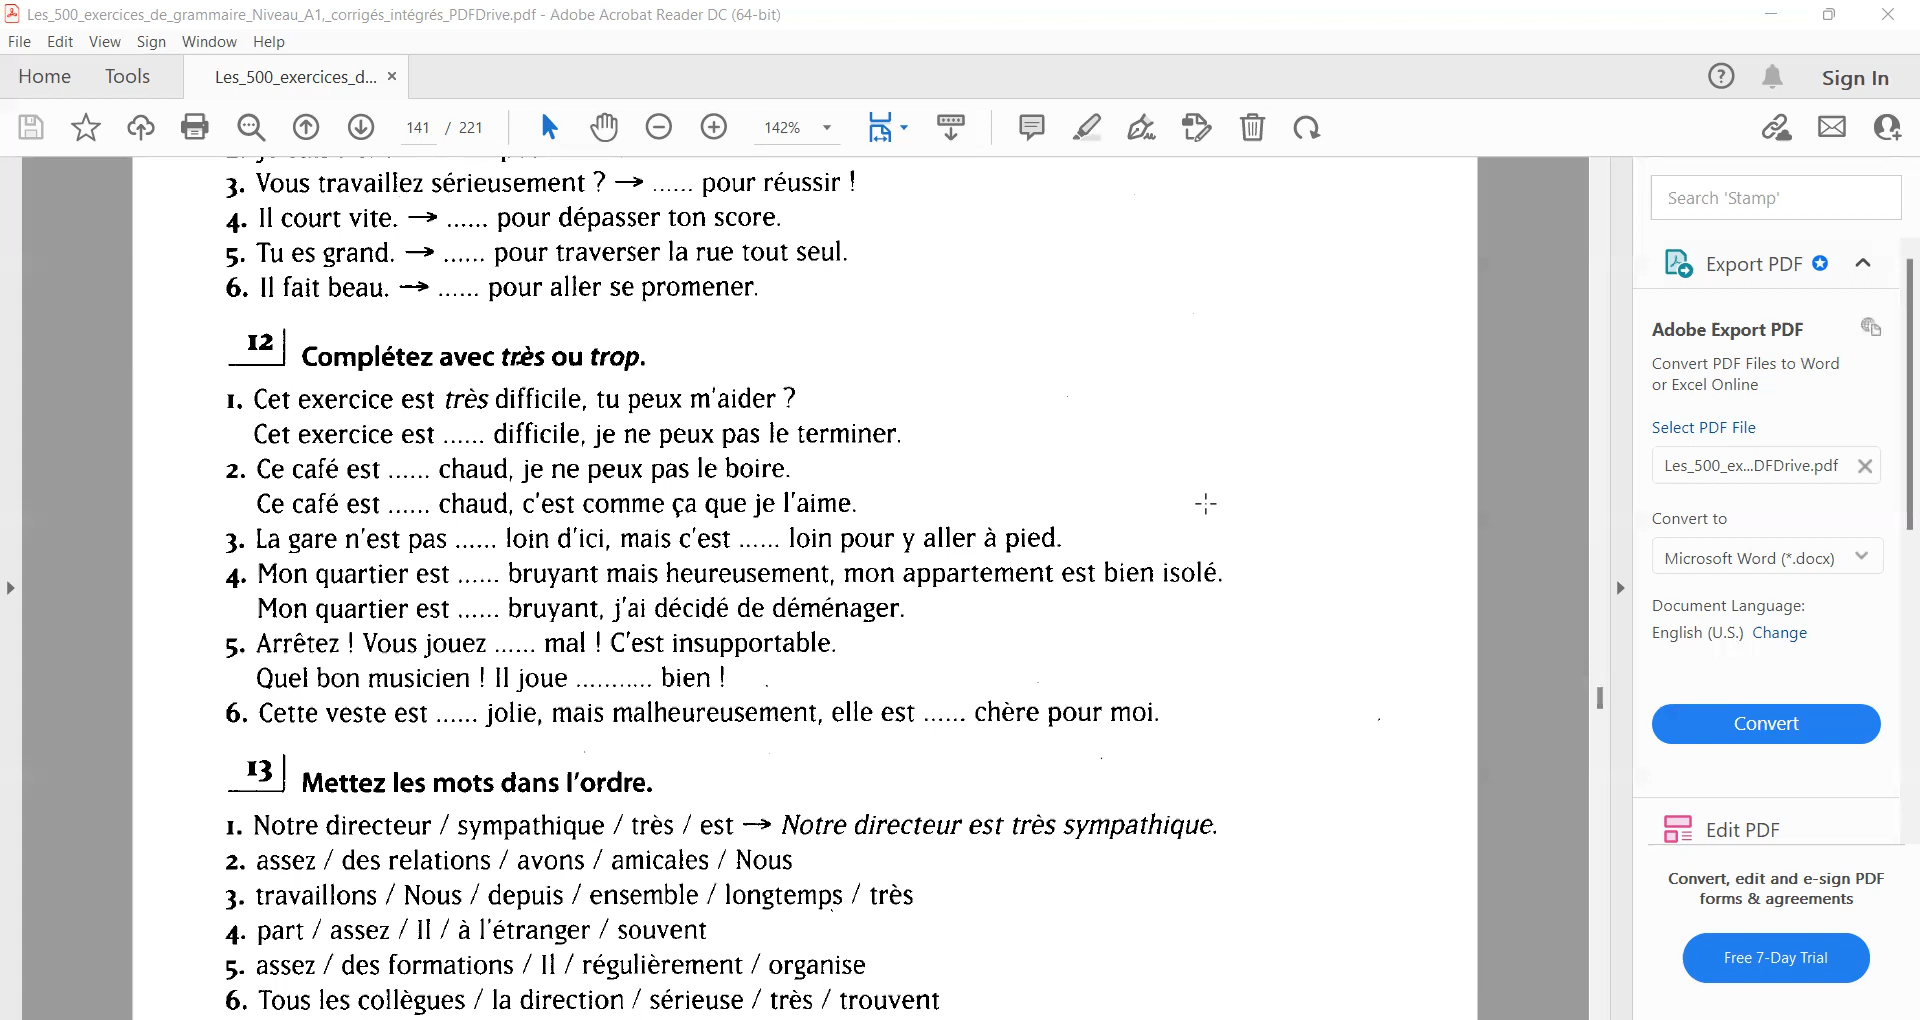 Les_500_exercices_de_grammaire_Niveau_A1,_corrigés_intégrés_PDFDrive.pdf - Adobe Acrobat Reader DC (64-bit)
File Edit View Sign Window Help
Home Tools Les_500_exercices_d... × Sign In
141 / 221 142%
3. Vous travaillez sérieusement ? → ...... pour réussir !
4. Il court vite. → ...... pour dépasser ton score.
5. Tu es grand. → ...... pour traverser la rue tout seul.
6. Il fait beau. → ...... pour aller se promener.
12 Complétez avec très ou trop.
1. Cet exercice est très difficile, tu peux m'aider ?
Cet exercice est ...... difficile, je ne peux pas le terminer.
2. Ce café est ...... chaud, je ne peux pas le boire.
Ce café est ...... chaud, c'est comme ça que je l'aime.
3. La gare n'est pas ...... loin d'ici, mais c'est ...... loin pour y aller à pied.
4. Mon quartier est ...... bruyant mais heureusement, mon appartement est bien isolé.
Mon quartier est ...... bruyant, j'ai décidé de déménager.
5. Arrêtez ! Vous jouez ...... mal ! C'est insupportable.
Quel bon musicien ! Il joue ........... bien !
6. Cette veste est ...... jolie, mais malheureusement, elle est ...... chère pour moi.
13 Mettez les mots dans l'ordre.
1. Notre directeur / sympathique / très / est → Notre directeur est très sympathique.
2. assez / des relations / avons / amicales / Nous
3. travaillons / Nous / depuis / ensemble / longtemps / très
4. part / assez / Il / à l'étranger / souvent
5. assez / des formations / Il / régulièrement / organise
6. Tous les collègues / la direction / sérieuse / très / trouvent
Search 'Stamp'
Export PDF
Adobe Export PDF
Convert PDF Files to Word
or Excel Online
Select PDF File
Les_500_ex...DFDrive.pdf
Convert to
Microsoft Word (*.docx)
Document Language:
English (U.S.) Change
Convert
Edit PDF
Convert, edit and e-sign PDF
forms & agreements
Free 7-Day Trial